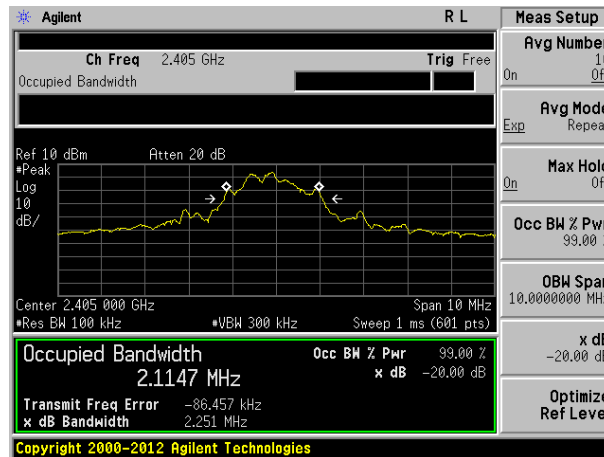 Agilent R L Meas Setup
Ch Freq 2.405 GHz Trig Free
Occupied Bandwidth
Avg Number
On
Avg Mode
Exp Repeat
Ref 10 dBm Atten 20 dB
#Peak
Log
10
dB/
Max Hold
On
Occ BW % Pwr
99.00
Center 2.405 000 GHz Span 10 MHz
#Res BW 100 kHz #VBW 300 kHz Sweep 1 ms (601 pts)
OBW Span
10.0000000 MH
Occupied Bandwidth Occ BW % Pwr 99.00 %
2.1147 MHz x dB -20.00 dB
Transmit Freq Error -86.457 kHz
x dB Bandwidth 2.251 MHz
x dB
-20.00 dB
Optimize
Ref Level
Copyright 2000-2012 Agilent Technologies